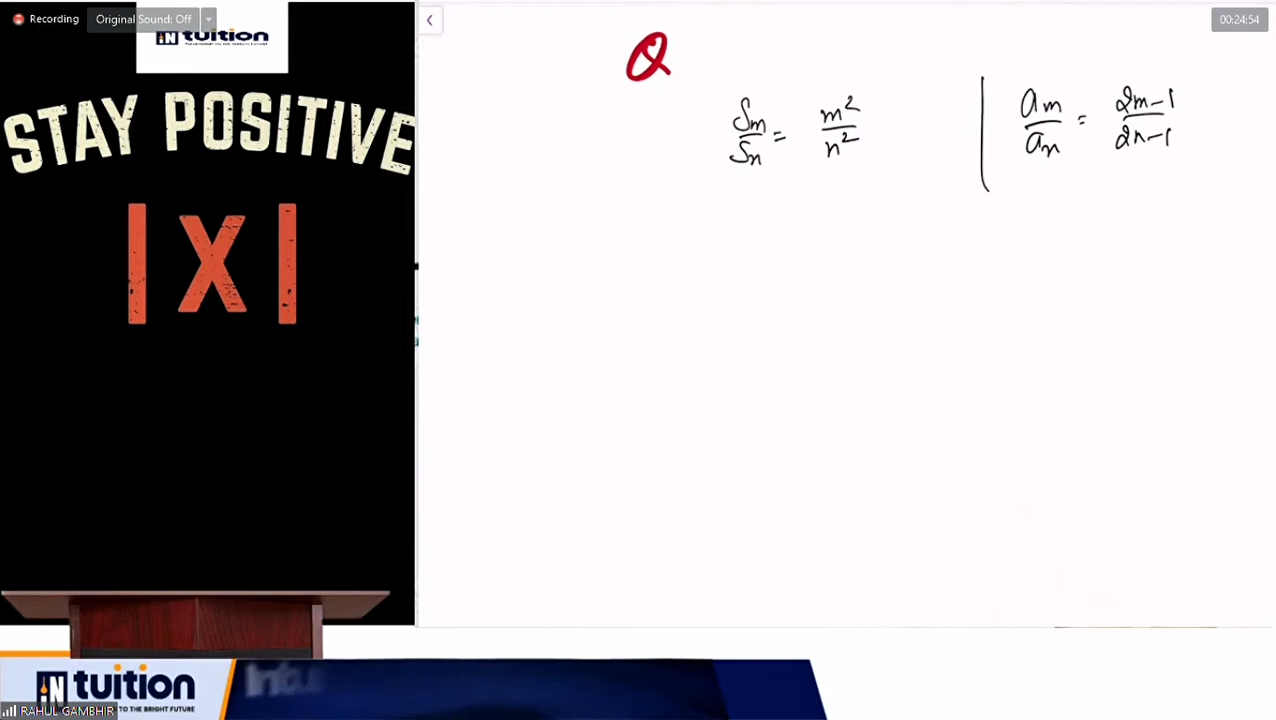 Recording
Original Sound: Off
00:24:54
iN tuition
STAY POSITIVE
| X |
Q
Sm/Sn = m²/n²
am/an = 2m-1/2n-1
iN tuition
TO THE BRIGHT FUTURE
RAHUL GAMBHIR